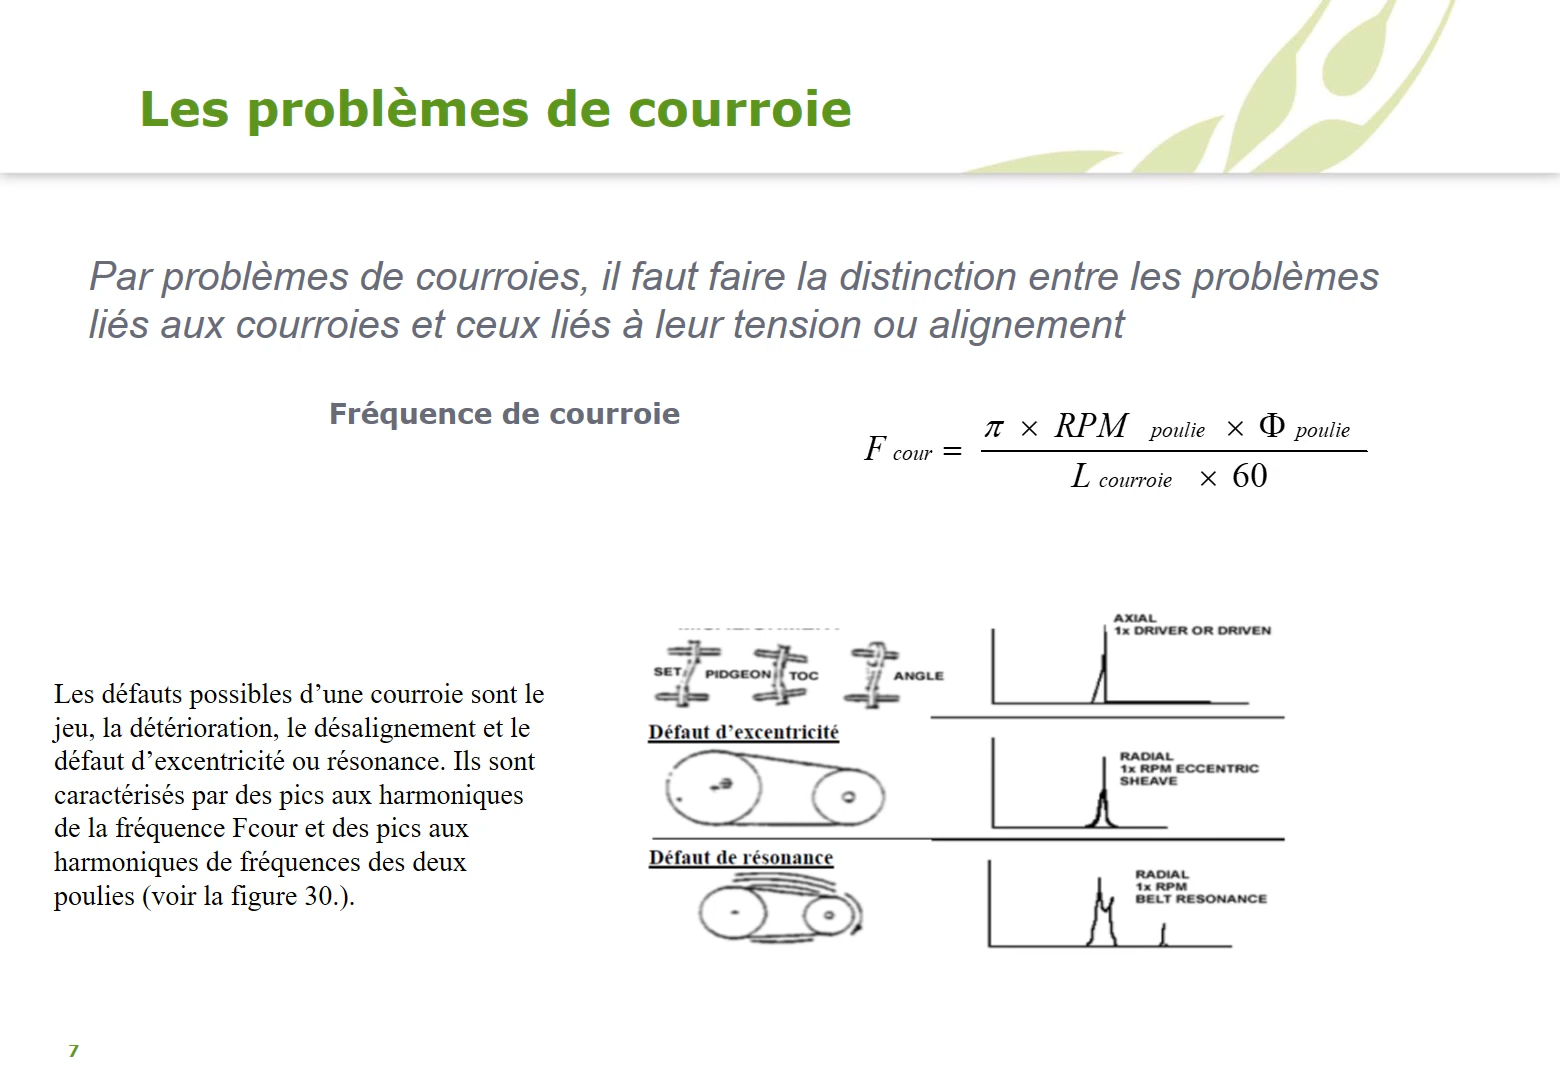 Les problèmes de courroie
Par problèmes de courroies, il faut faire la distinction entre les problèmes
liés aux courroies et ceux liés à leur tension ou alignement
Fréquence de courroie
F cour = π × RPM poulie × Φ poulie / L courroie × 60
Les défauts possibles d’une courroie sont le
jeu, la détérioration, le désalignement et le
défaut d’excentricité ou résonance. Ils sont
caractérisés par des pics aux harmoniques
de la fréquence Fcour et des pics aux
harmoniques de fréquences des deux
poulies (voir la figure 30.).
SET PIDGEON TOC ANGLE
AXIAL
1x DRIVER OR DRIVEN
Défaut d’excentricité
RADIAL
1x RPM ECCENTRIC
SHEAVE
Défaut de résonance
RADIAL
1x RPM
BELT RESONANCE
7